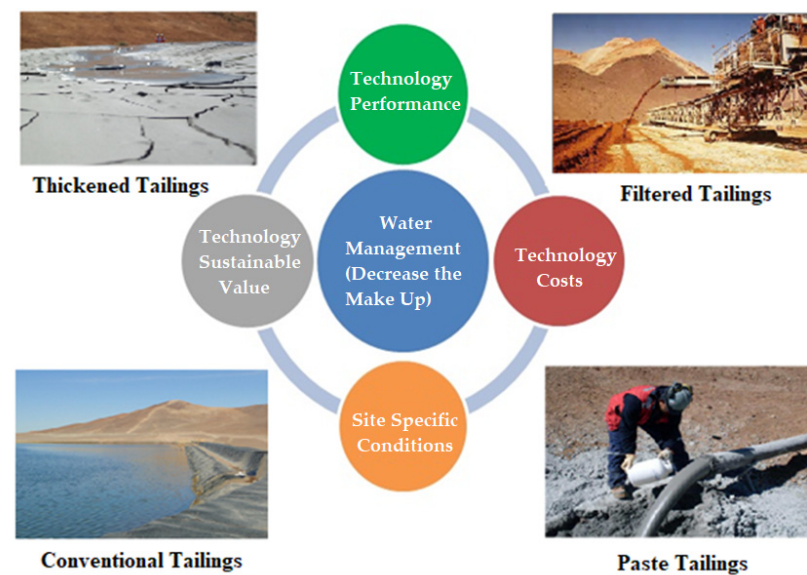 Technology
Performance
Thickened Tailings
Filtered Tailings
Technology
Sustainable
Value
Water
Management
(Decrease the
Make Up)
Technology
Costs
Site Specific
Conditions
Conventional Tailings
Paste Tailings